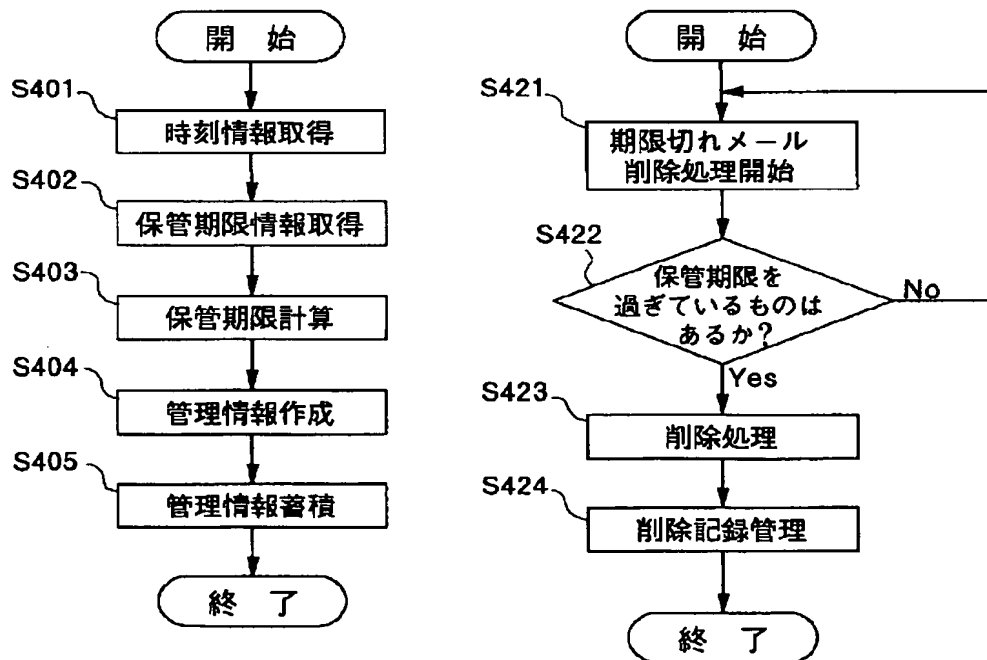 開 始
S401
時刻情報取得
S402
保管期限情報取得
S403
保管期限計算
S404
管理情報作成
S405
管理情報蓄積
終 了
開 始
S421
期限切れメール
削除処理開始
S422
保管期限を
過ぎているものは
あるか?
No
Yes
S423
削除処理
S424
削除記録管理
終 了